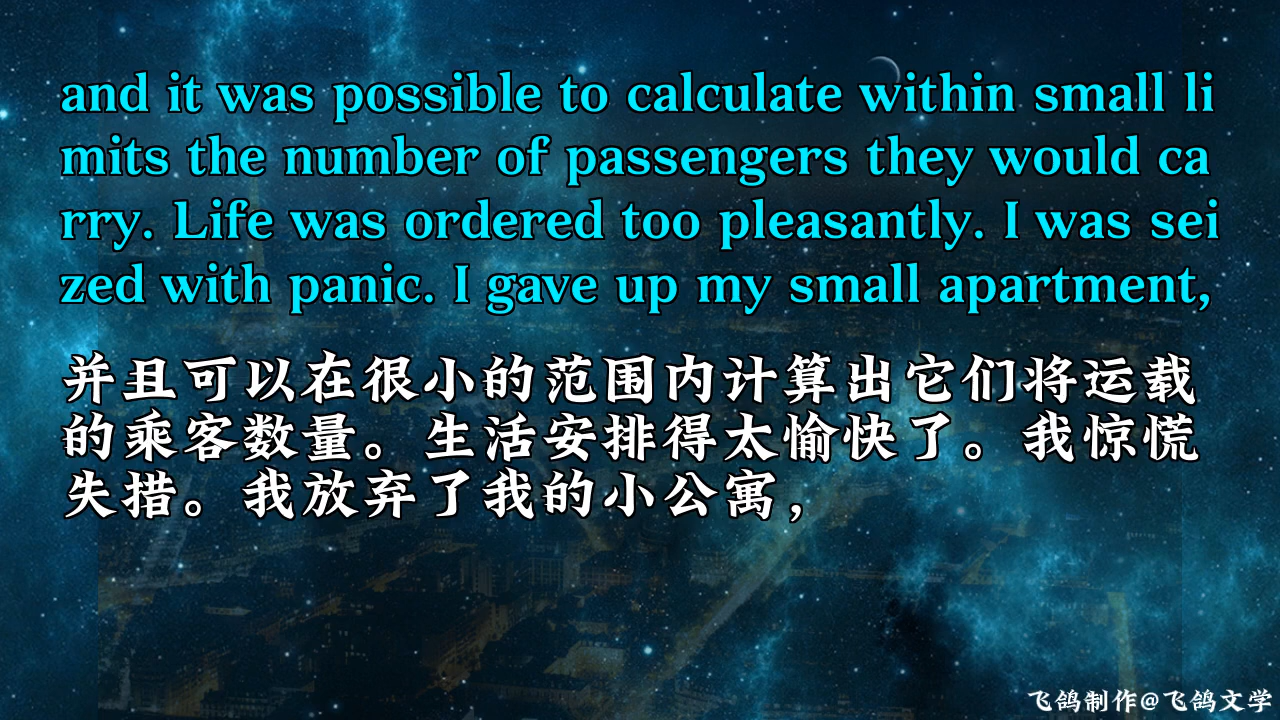 and it was possible to calculate within small li
mits the number of passengers they would ca
rry. Life was ordered too pleasantly. I was sei
zed with panic. I gave up my small apartment,
并且可以在很小的范围内计算出它们将运载
的乘客数量。生活安排得太愉快了。我惊慌
失措。我放弃了我的小公寓，
飞鸽制作@飞鸽文学